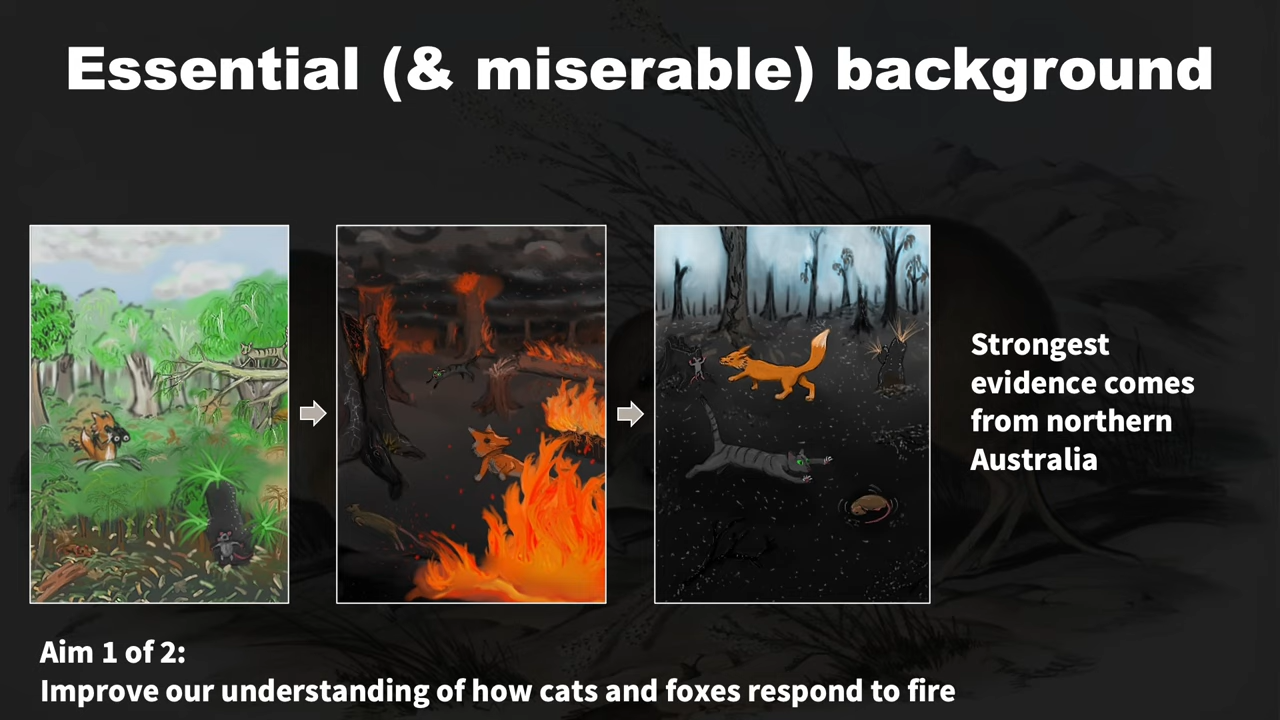 Essential (& miserable) background
Strongest
evidence comes
from northern
Australia
Aim 1 of 2:
Improve our understanding of how cats and foxes respond to fire